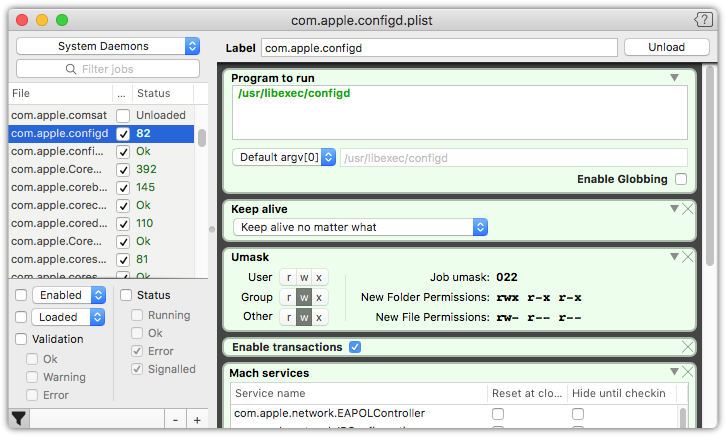 com.apple.configd.plist
System Daemons
Filter jobs
File ... Status
com.apple.comsat Unloaded
com.apple.configd 82
com.apple.confi... Ok
com.apple.Core... 392
com.apple.coreb... 145
com.apple.corec... Ok
com.apple.cored... 110
com.apple.Core... Ok
com.apple.cores... 81
com.apple.cores... Ok
Enabled
Loaded
Validation
Ok
Warning
Error
Status
Running
Ok
Error
Signalled
- +
Label com.apple.configd Unload
Program to run
/usr/libexec/configd
Default argv[0] /usr/libexec/configd
Enable Globbing
Keep alive
Keep alive no matter what
Umask
User r w x Job umask: 022
Group r w x New Folder Permissions: rwx r-x r-x
Other r w x New File Permissions: rw- r-- r--
Enable transactions
Mach services
Service name Reset at clo... Hide until checkin
com.apple.network.EAPOLController